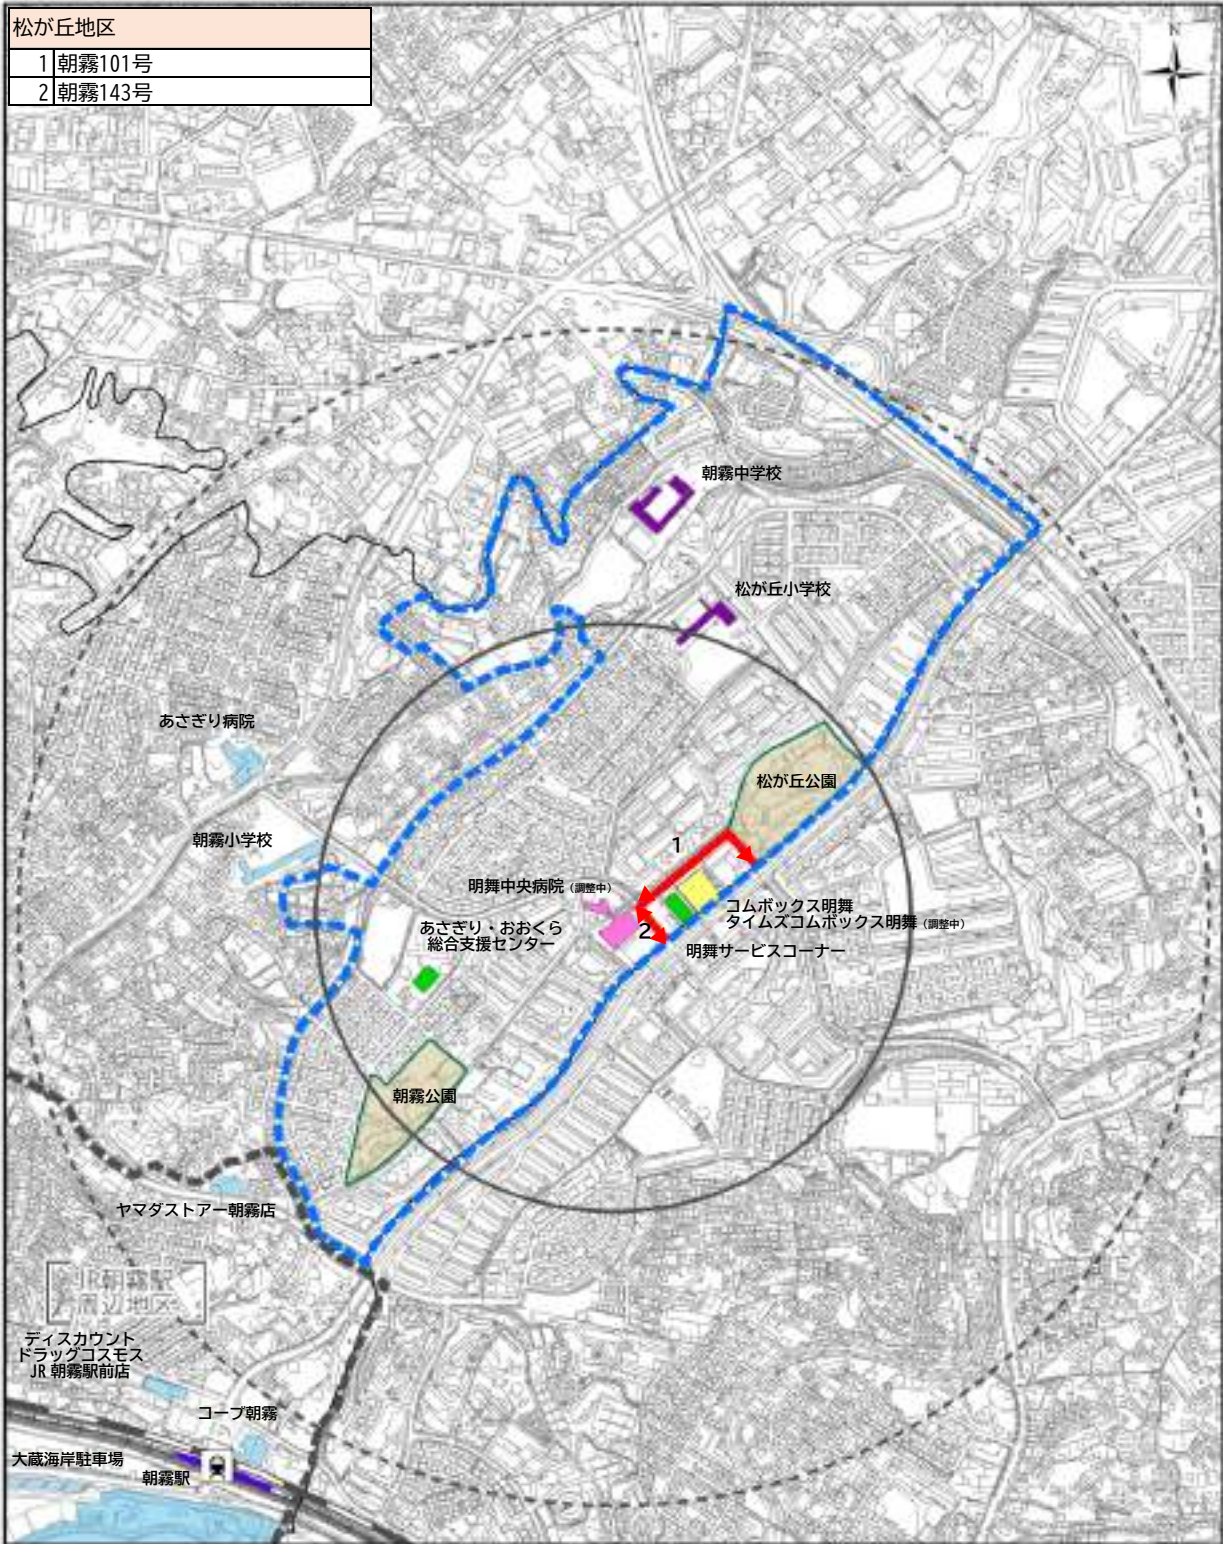 松が丘地区
1 朝霧101号
2 朝霧143号
N
朝霧中学校
松が丘小学校
あさぎり病院
松が丘公園
朝霧小学校
1
明舞中央病院（調整中）
コムボックス明舞
タイムズコムボックス明舞（調整中）
あさぎり・おおくら
総合支援センター
2
明舞サービスコーナー
朝霧公園
ヤマダストアー朝霧店
JR朝霧駅
周辺地区
ディスカウント
ドラッグコスモス
JR 朝霧駅前店
コープ朝霧
大蔵海岸駐車場
朝霧駅